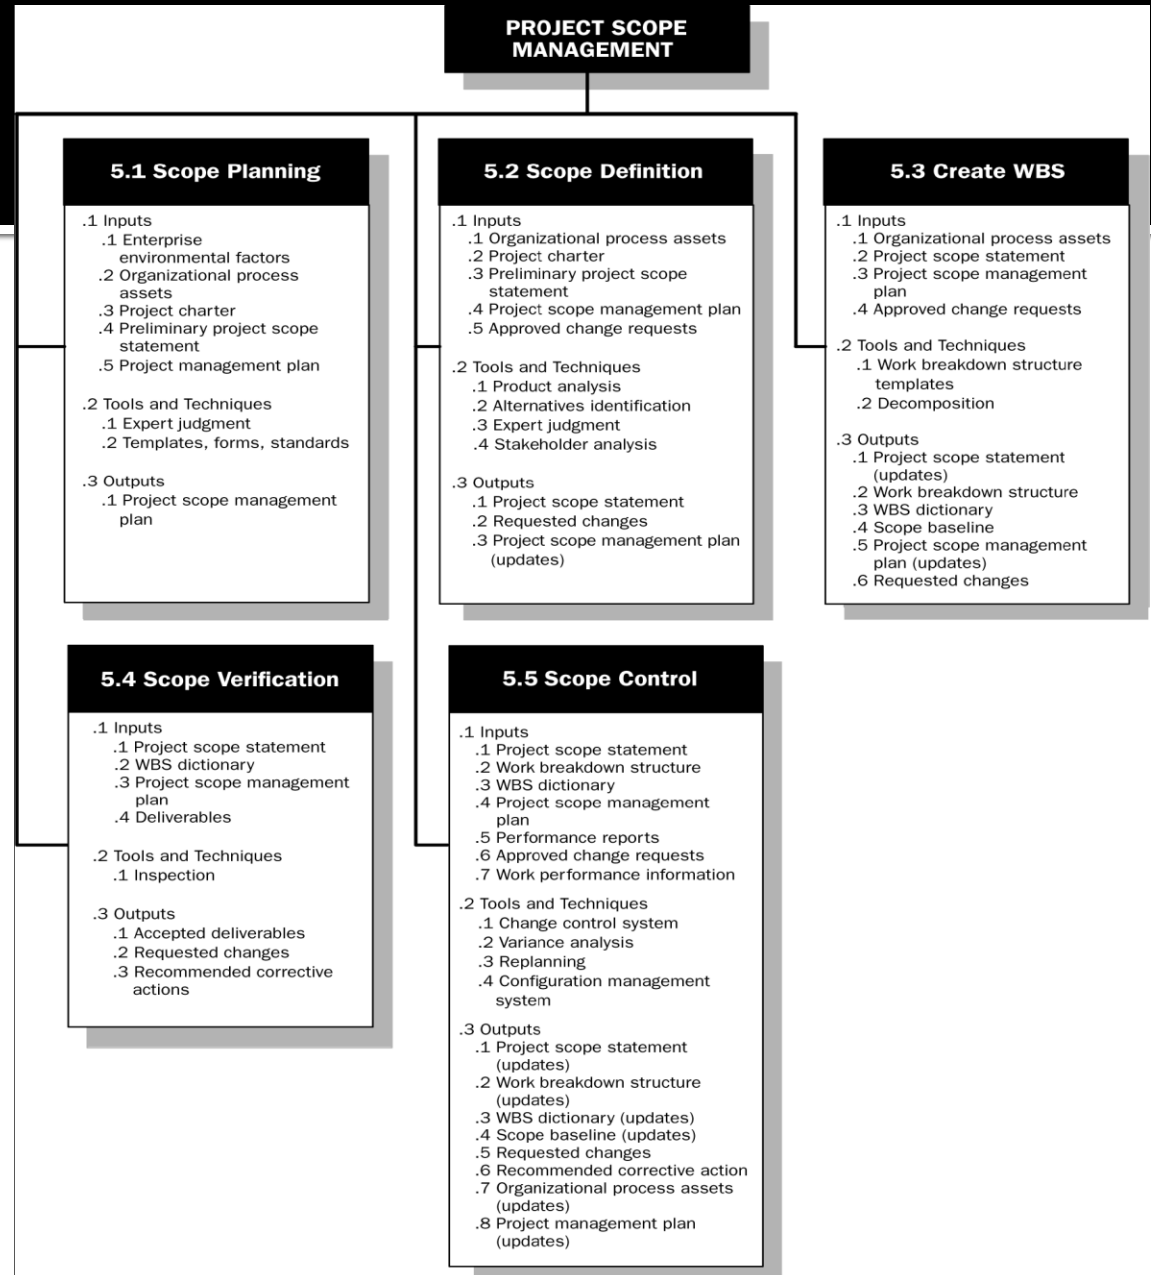 PROJECT SCOPE
MANAGEMENT
5.1 Scope Planning
.1 Inputs
.1 Enterprise
environmental factors
.2 Organizational process
assets
.3 Project charter
.4 Preliminary project scope
statement
.5 Project management plan
.2 Tools and Techniques
.1 Expert judgment
.2 Templates, forms, standards
.3 Outputs
.1 Project scope management
plan
5.2 Scope Definition
.1 Inputs
.1 Organizational process assets
.2 Project charter
.3 Preliminary project scope
statement
.4 Project scope management plan
.5 Approved change requests
.2 Tools and Techniques
.1 Product analysis
.2 Alternatives identification
.3 Expert judgment
.4 Stakeholder analysis
.3 Outputs
.1 Project scope statement
.2 Requested changes
.3 Project scope management plan
(updates)
5.3 Create WBS
.1 Inputs
.1 Organizational process assets
.2 Project scope statement
.3 Project scope management
plan
.4 Approved change requests
.2 Tools and Techniques
.1 Work breakdown structure
templates
.2 Decomposition
.3 Outputs
.1 Project scope statement
(updates)
.2 Work breakdown structure
.3 WBS dictionary
.4 Scope baseline
.5 Project scope management
plan (updates)
.6 Requested changes
5.4 Scope Verification
.1 Inputs
.1 Project scope statement
.2 WBS dictionary
.3 Project scope management
plan
.4 Deliverables
.2 Tools and Techniques
.1 Inspection
.3 Outputs
.1 Accepted deliverables
.2 Requested changes
.3 Recommended corrective
actions
5.5 Scope Control
.1 Inputs
.1 Project scope statement
.2 Work breakdown structure
.3 WBS dictionary
.4 Project scope management
plan
.5 Performance reports
.6 Approved change requests
.7 Work performance information
.2 Tools and Techniques
.1 Change control system
.2 Variance analysis
.3 Replanning
.4 Configuration management
system
.3 Outputs
.1 Project scope statement
(updates)
.2 Work breakdown structure
(updates)
.3 WBS dictionary (updates)
.4 Scope baseline (updates)
.5 Requested changes
.6 Recommended corrective action
.7 Organizational process assets
(updates)
.8 Project management plan
(updates)